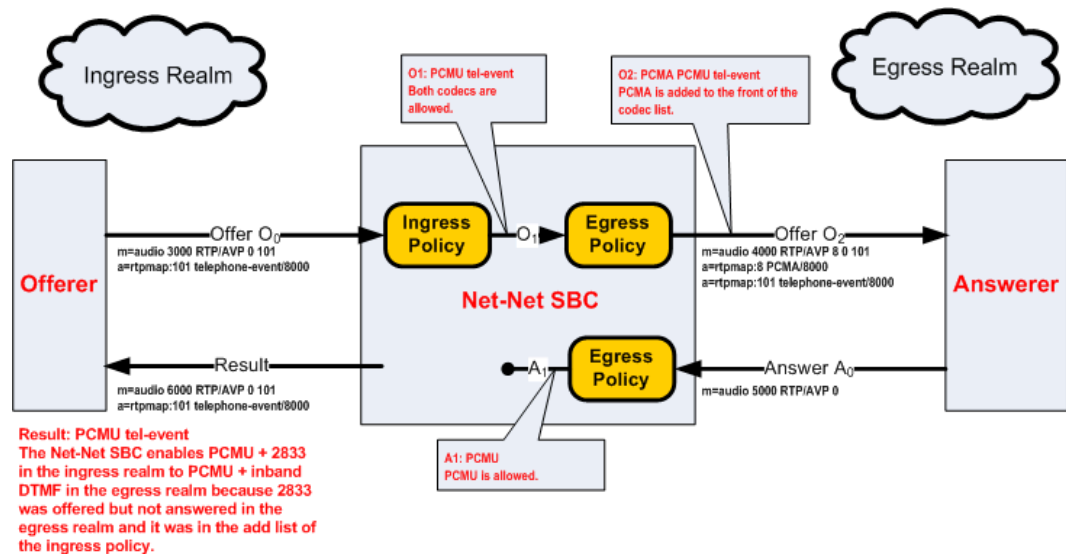 Ingress Realm
Egress Realm
O1: PCMU tel-event
Both codecs are
allowed.
O2: PCMA PCMU tel-event
PCMA is added to the front of the
codec list.
Offerer
Offer O0
m=audio 3000 RTP/AVP 0 101
a=rtpmap:101 telephone-event/8000
Ingress
Policy
O1
Egress
Policy
Offer O2
m=audio 4000 RTP/AVP 8 0 101
a=rtpmap:8 PCMA/8000
a=rtpmap:101 telephone-event/8000
Answerer
Net-Net SBC
Result
m=audio 6000 RTP/AVP 0 101
a=rtpmap:101 telephone-event/8000
A1
Egress
Policy
Answer A0
m=audio 5000 RTP/AVP 0
A1: PCMU
PCMU is allowed.
Result: PCMU tel-event
The Net-Net SBC enables PCMU + 2833
in the ingress realm to PCMU + inband
DTMF in the egress realm because 2833
was offered but not answered in the
egress realm and it was in the add list of
the ingress policy.